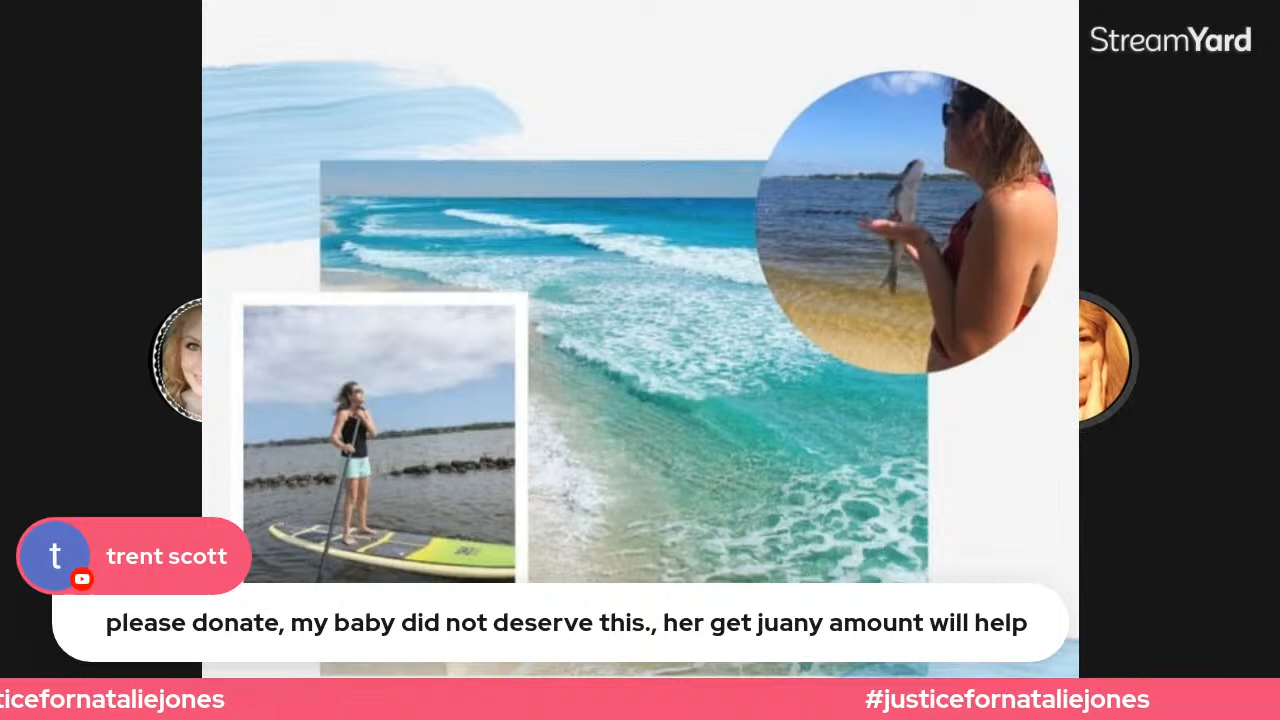 StreamYard
t
trent scott
please donate, my baby did not deserve this., her get juany amount will help
ticefornataliejones
#justicefornataliejones